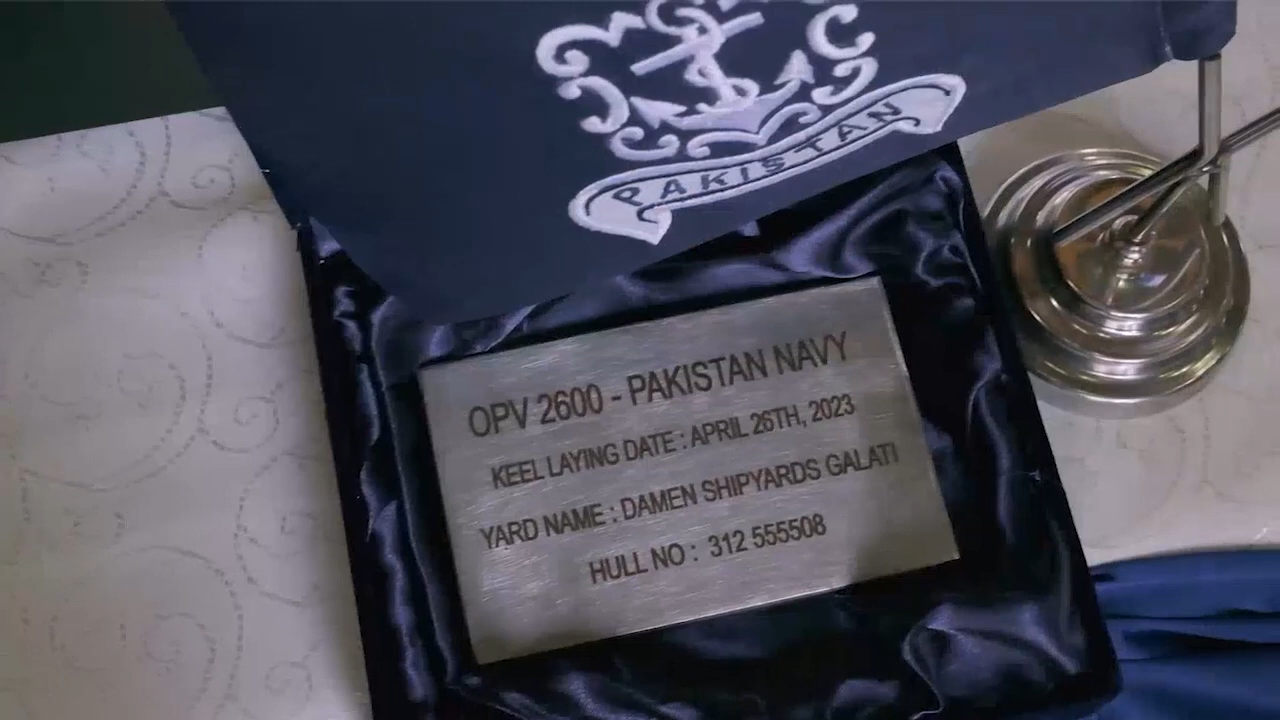 PAKISTAN
OPV 2600 - PAKISTAN NAVY
KEEL LAYING DATE : APRIL 26TH, 2023
YARD NAME : DAMEN SHIPYARDS GALATI
HULL NO : 312 555508